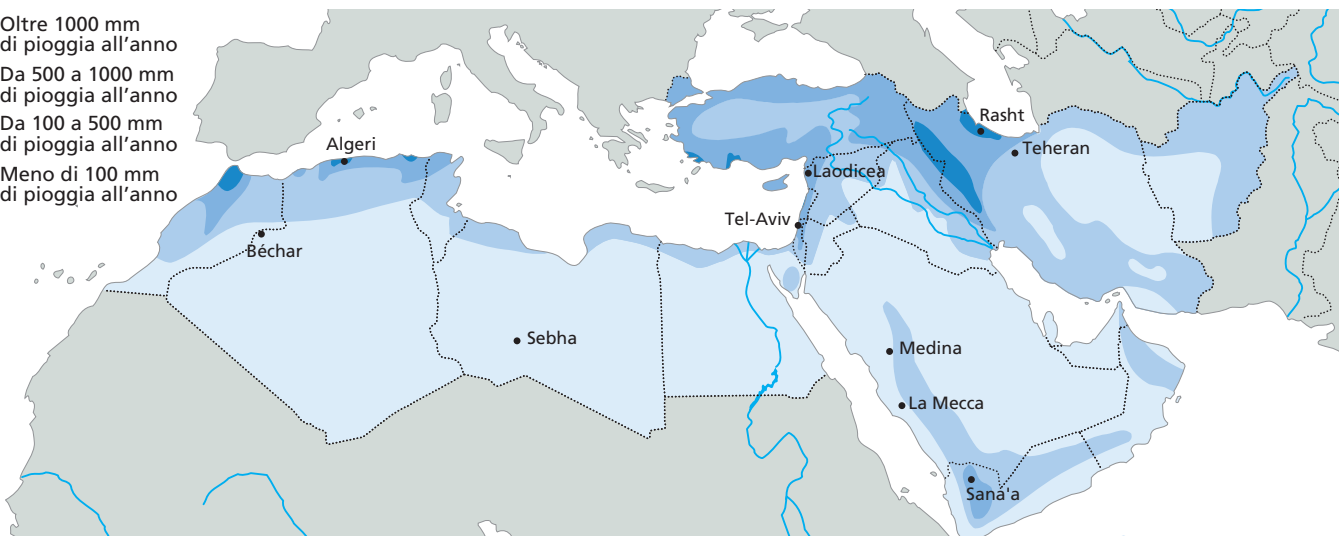 Oltre 1000 mm
di pioggia all'anno
Da 500 a 1000 mm
di pioggia all'anno
Da 100 a 500 mm
di pioggia all'anno
Meno di 100 mm
di pioggia all'anno
Algeri
Béchar
Sebha
Rasht
Teheran
Laodicea
Tel-Aviv
Medina
La Mecca
Sana'a